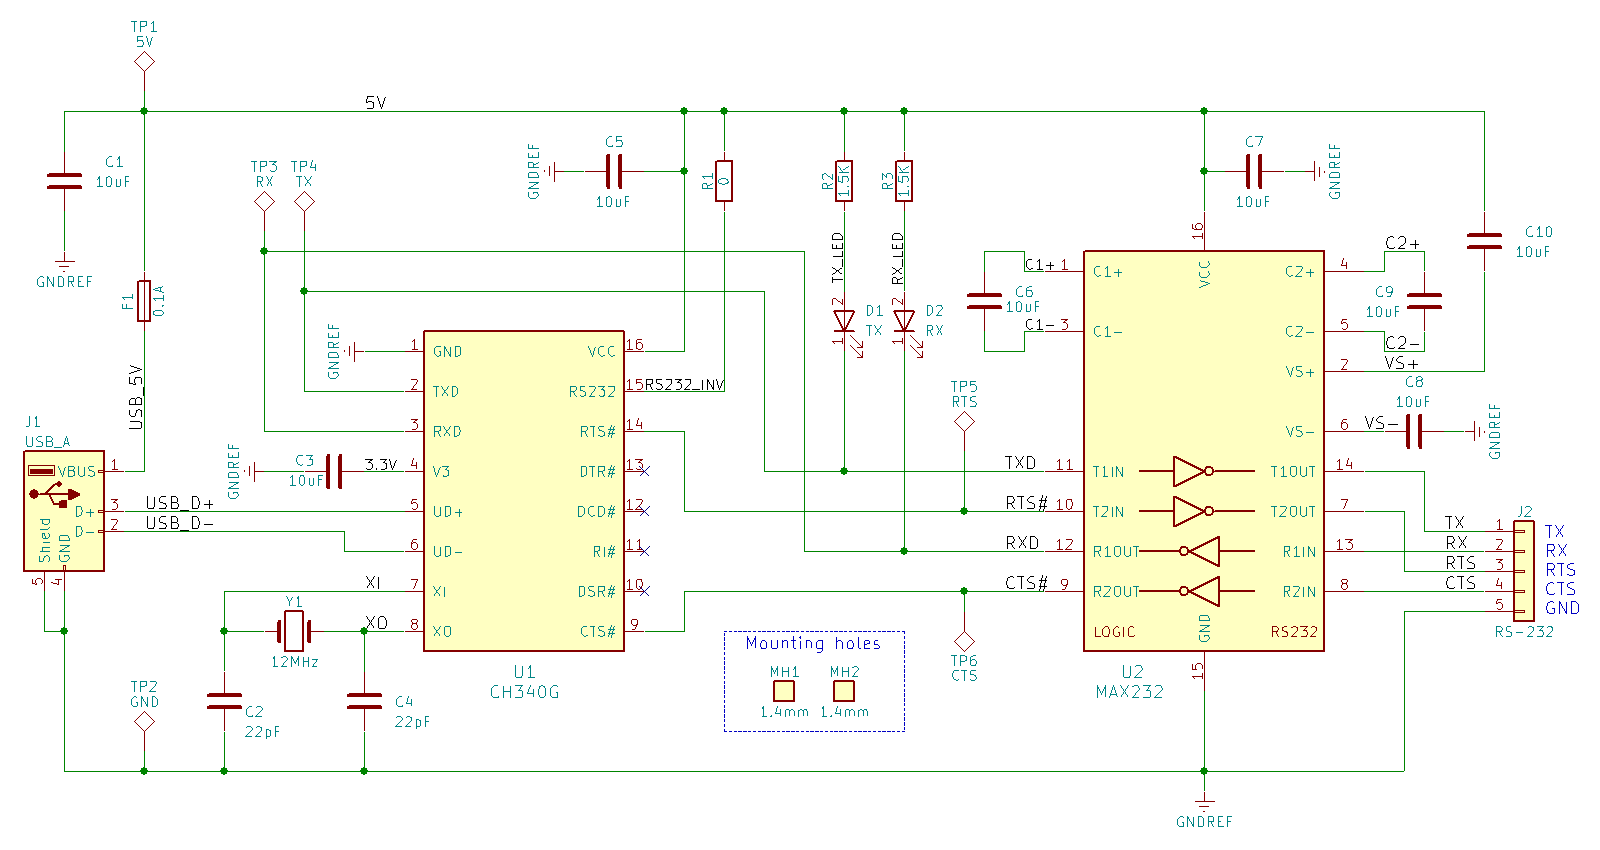 TP1
5V
5V
C1
10uF
GNDREF
F1
0.1A
USB_5V
TP3
RX
TP4
TX
GNDREF
C5
10uF
R1
0
R2
1.5K
R3
1.5K
TX_LED
RX_LED
2
D1
TX
1
2
D2
RX
1
C7
10uF
GNDREF
C10
10uF
16
VCC
C1+
1
C1+
C6
10uF
C1-
3
C1-
C2+
4
C2+
C9
10uF
C2-
5
C2-
VS+
2
VS+
C8
10uF
VS-
6
VS-
GNDREF
GNDREF
1
GND
VCC
16
2
TXD
RS232
15
RS232_INV
3
RXD
RTS#
14
GNDREF
C3
10uF
3.3V
4
V3
DTR#
13
USB_D+
5
UD+
DCD#
12
USB_D-
6
UD-
RI#
11
XI
7
XI
DSR#
10
XO
8
XO
CTS#
9
U1
CH340G
J1
USB_A
VBUS
1
D+
3
D-
2
Shield
GND
5
4
Y1
12MHz
C2
22pF
C4
22pF
TP2
GND
TP5
RTS
TP6
CTS
TXD
11
T1IN
T1OUT
14
RTS#
10
T2IN
T2OUT
7
RXD
12
R1OUT
R1IN
13
CTS#
9
R2OUT
R2IN
8
LOGIC
GND
RS232
15
U2
MAX232
J2
TX
1
TX
RX
2
RX
RTS
3
RTS
CTS
4
CTS
5
GND
RS-232
Mounting holes
MH1
MH2
1.4mm
1.4mm
GNDREF